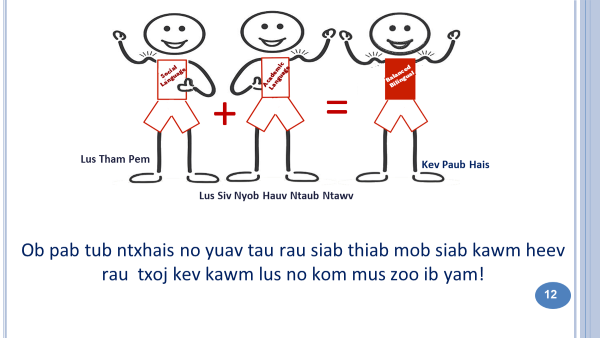 Social
Language
Academic
Language
Balanced
Bilingual
+
=
Lus Tham Pem
Kev Paub Hais
Lus Siv Nyob Hauv Ntaub Ntawv
Ob pab tub ntxhais no yuav tau rau siab thiab mob siab kawm heev
rau txoj kev kawm lus no kom mus zoo ib yam!
12